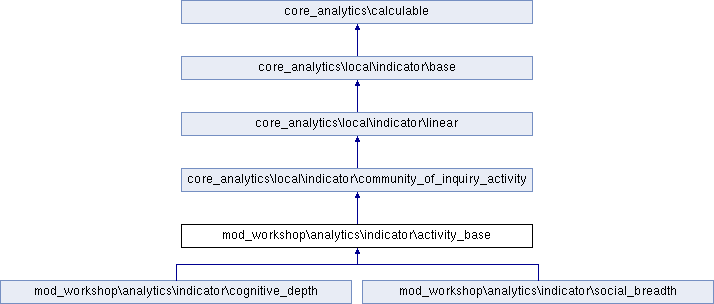 core_analytics\calculable
core_analytics\local\indicator\base
core_analytics\local\indicator\linear
core_analytics\local\indicator\community_of_inquiry_activity
mod_workshop\analytics\indicator\activity_base
mod_workshop\analytics\indicator\cognitive_depth
mod_workshop\analytics\indicator\social_breadth